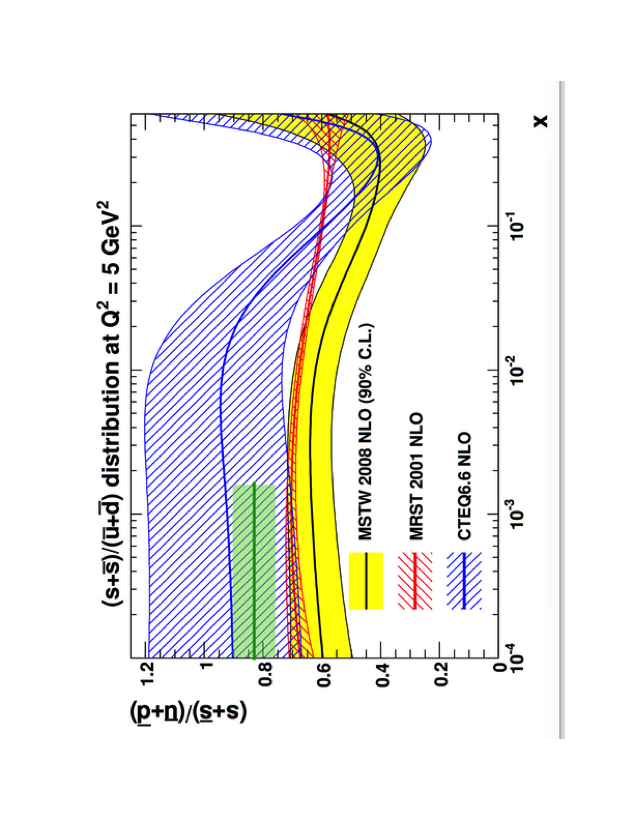 (s+s̄)/(ū+d̄) distribution at Q² = 5 GeV²
(s+s̄)/(u+d̄)
1.2
1
0.8
0.6
0.4
0.2
0
MSTW 2008 NLO (90% C.L.)
MRST 2001 NLO
CTEQ6.6 NLO
10⁻⁴
10⁻³
10⁻²
10⁻¹
x